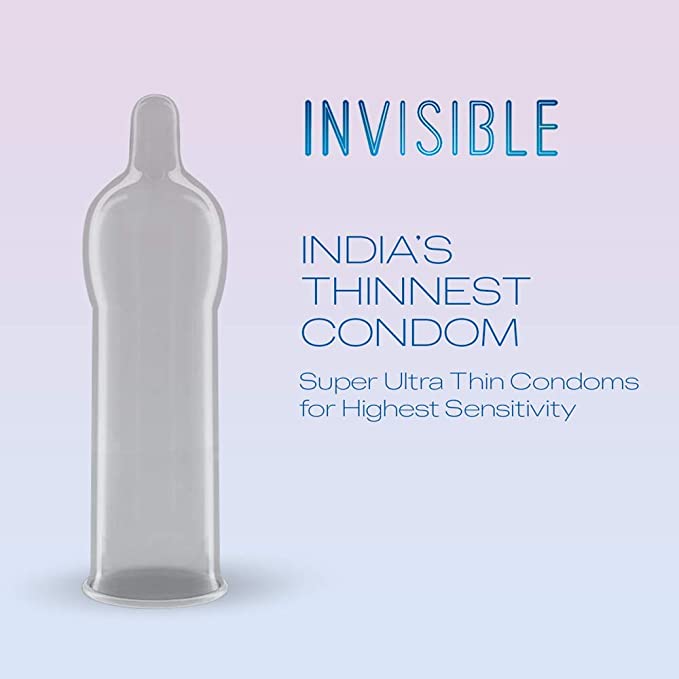 INVISIBLE
INDIA'S
THINNEST
CONDOM
Super Ultra Thin Condoms
for Highest Sensitivity